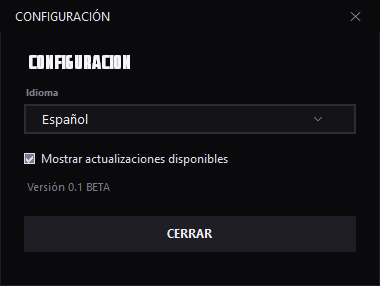 CONFIGURACIÓN
CONFIGURACION
Idioma
Español
Mostrar actualizaciones disponibles
Versión 0.1 BETA
CERRAR